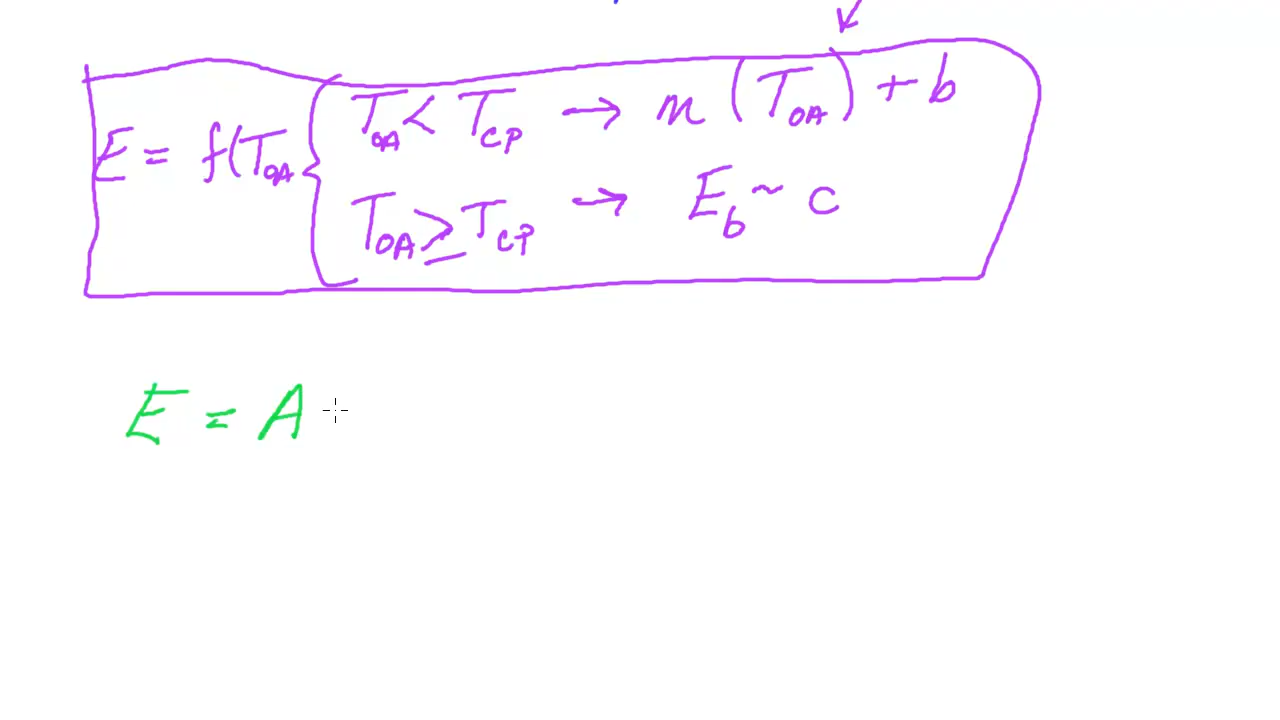 T_OA < T_CP → m (T_OA) + b
E = f(T_OA {
T_OA ≥ T_CP → E_b ~ c
E = A